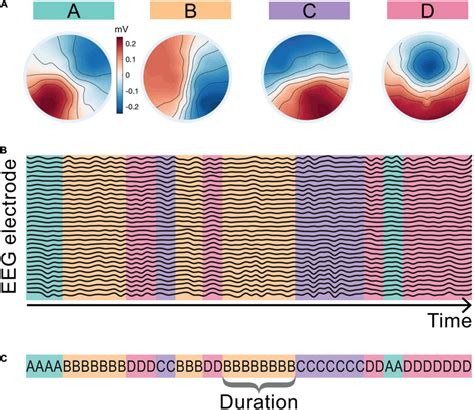 A
A B C D
mV
0.2
0.1
0
-0.1
-0.2
B
EEG electrode
Time
C
AAAABBBBBBBDDDCCBBBDDBBBBBBBBCCCCCCCDDAADDDDDDD
Duration